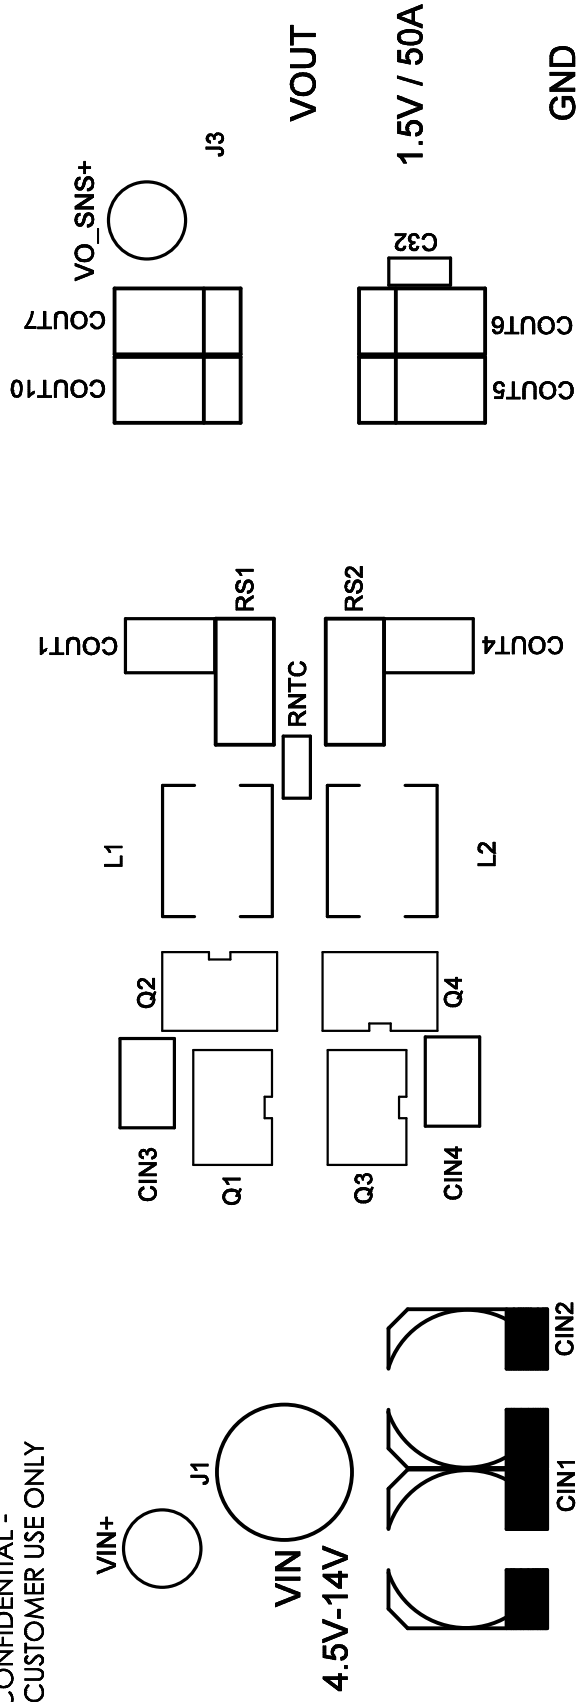 CONFIDENTIAL -
CUSTOMER USE ONLY
VIN+
J1
VIN
4.5V-14V
CIN1
CIN2
CIN3
Q1
Q3
CIN4
Q2
Q4
L1
L2
RNTC
COUT1
RS1
RS2
COUT4
COUT10
COUT7
COUT5
COUT6
C32
VO_SNS+
J3
VOUT
1.5V / 50A
GND